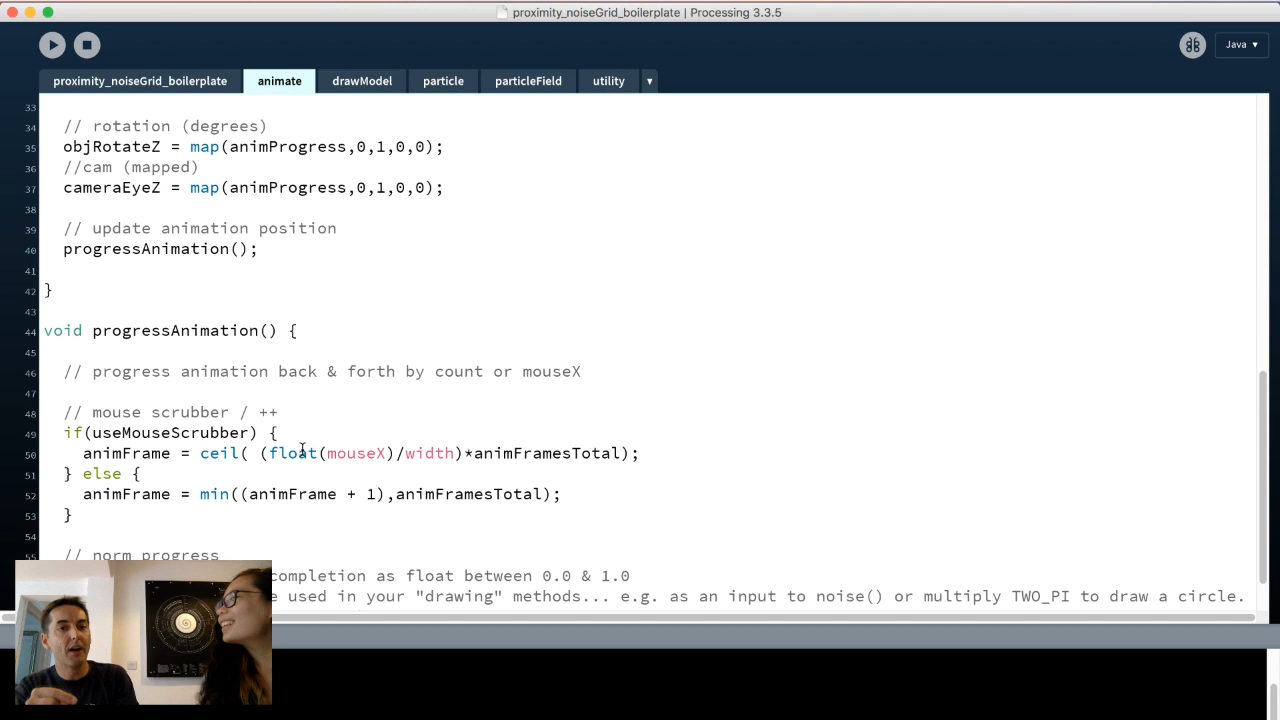 proximity_noiseGrid_boilerplate | Processing 3.3.5
Java ▾
proximity_noiseGrid_boilerplate animate drawModel particle particleField utility ▾
33
34 // rotation (degrees)
35 objRotateZ = map(animProgress,0,1,0,0);
36 //cam (mapped)
37 cameraEyeZ = map(animProgress,0,1,0,0);
38
39 // update animation position
40 progressAnimation();
41
42 }
43
44 void progressAnimation() {
45
46 // progress animation back & forth by count or mouseX
47
48 // mouse scrubber / ++
49 if(useMouseScrubber) {
50 animFrame = ceil( (float(mouseX)/width)*animFramesTotal);
51 } else {
52 animFrame = min((animFrame + 1),animFramesTotal);
53 }
54
55 // norm progress
completion as float between 0.0 & 1.0
used in your "drawing" methods... e.g. as an input to noise() or multiply TWO_PI to draw a circle.